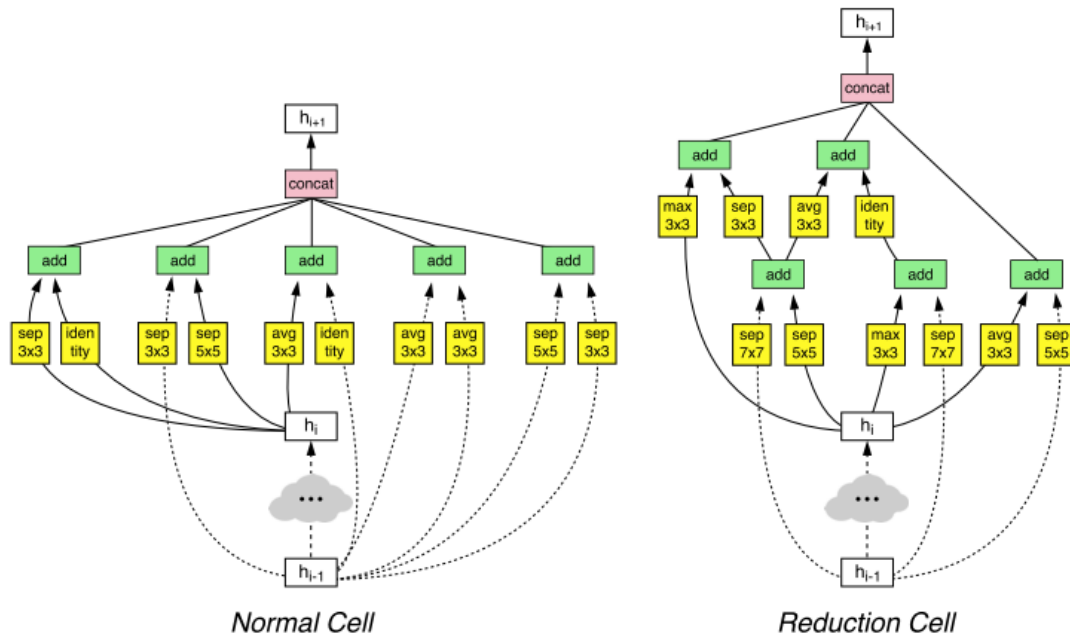 h_{i+1}
concat
add add add add add
sep 3x3 iden tity sep 3x3 sep 5x5 avg 3x3 iden tity avg 3x3 avg 3x3 sep 5x5 sep 3x3
h_i
...
h_{i-1}
Normal Cell
h_{i+1}
concat
add add
max 3x3 sep 3x3 avg 3x3 iden tity
add add add
sep 7x7 sep 5x5 max 3x3 sep 7x7 avg 3x3 sep 5x5
h_i
...
h_{i-1}
Reduction Cell